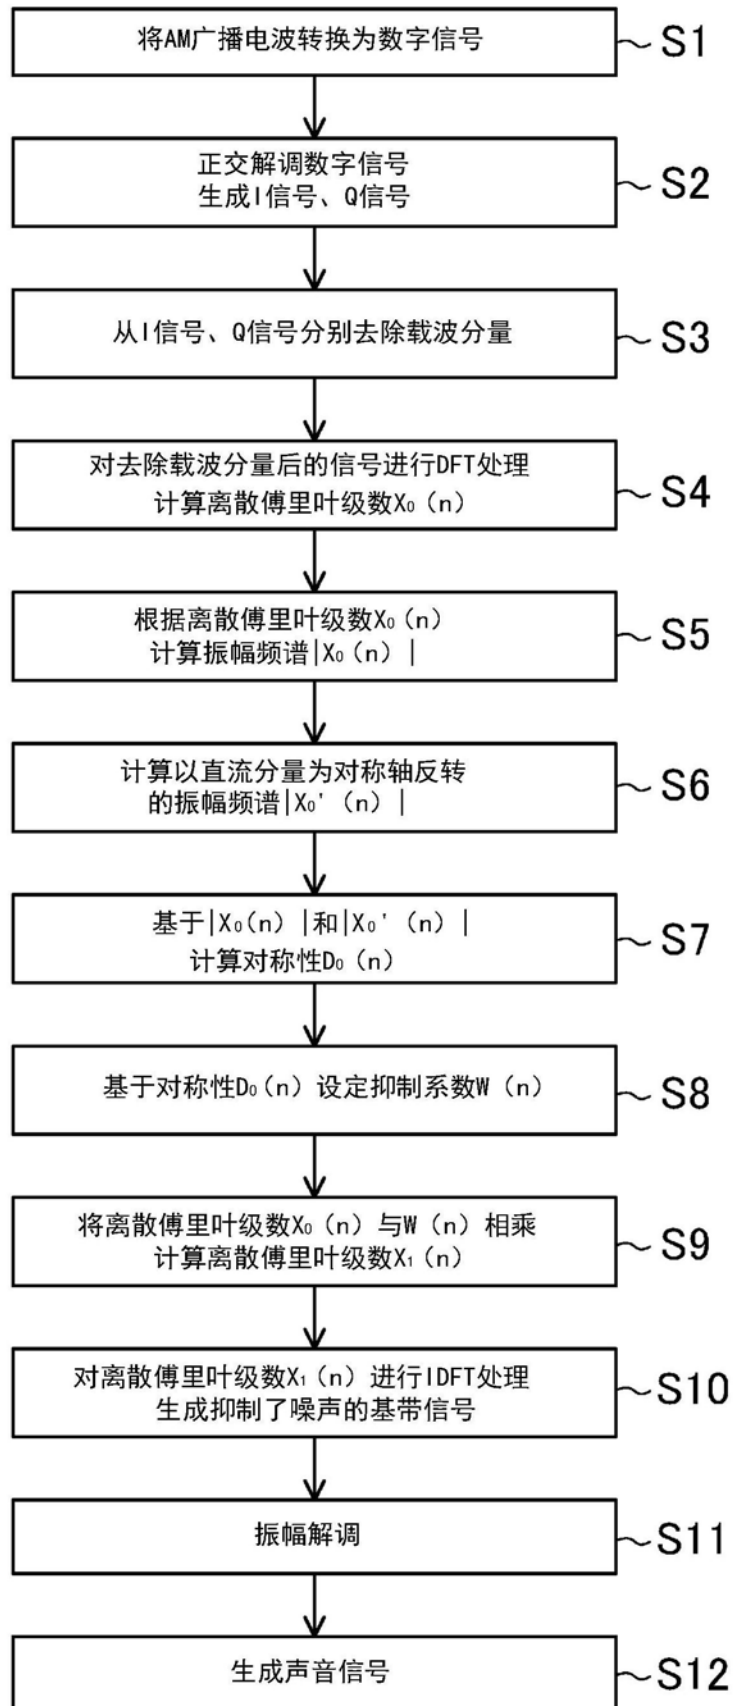 将AM广播电波转换为数字信号
S1
正交解调数字信号
生成I信号、Q信号
S2
从I信号、Q信号分别去除载波分量
S3
对去除载波分量后的信号进行DFT处理
计算离散傅里叶级数X₀(n)
S4
根据离散傅里叶级数X₀(n)
计算振幅频谱|X₀(n)|
S5
计算以直流分量为对称轴反转
的振幅频谱|X₀'(n)|
S6
基于|X₀(n)|和|X₀'(n)|
计算对称性D₀(n)
S7
基于对称性D₀(n)设定抑制系数W(n)
S8
将离散傅里叶级数X₀(n)与W(n)相乘
计算离散傅里叶级数X₁(n)
S9
对离散傅里叶级数X₁(n)进行IDFT处理
生成抑制了噪声的基带信号
S10
振幅解调
S11
生成声音信号
S12